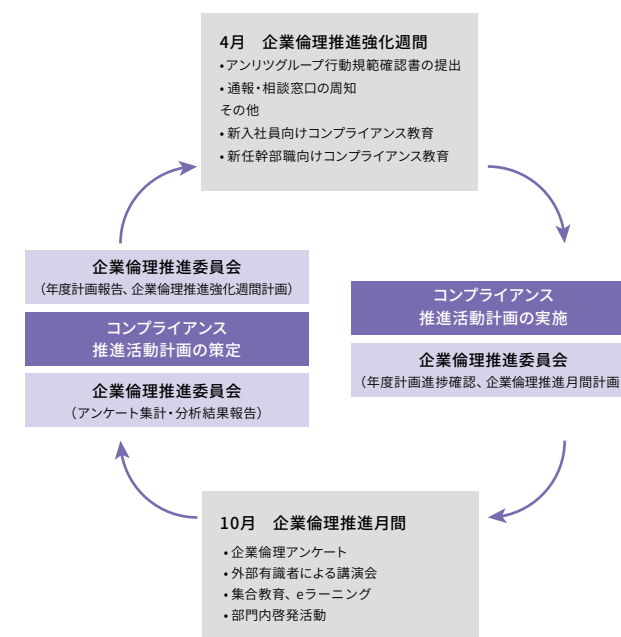 4月　企業倫理推進強化週間
•アンリツグループ行動規範確認書の提出
• 通報・相談窓口の周知
その他
• 新入社員向けコンプライアンス教育
• 新任幹部職向けコンプライアンス教育
企業倫理推進委員会
（年度計画報告、企業倫理推進強化週間計画）
コンプライアンス
推進活動計画の策定
企業倫理推進委員会
（アンケート集計・分析結果報告）
コンプライアンス
推進活動計画の実施
企業倫理推進委員会
（年度計画進捗確認、企業倫理推進月間計画
10月　企業倫理推進月間
• 企業倫理アンケート
• 外部有識者による講演会
• 集合教育、eラーニング
• 部門内啓発活動